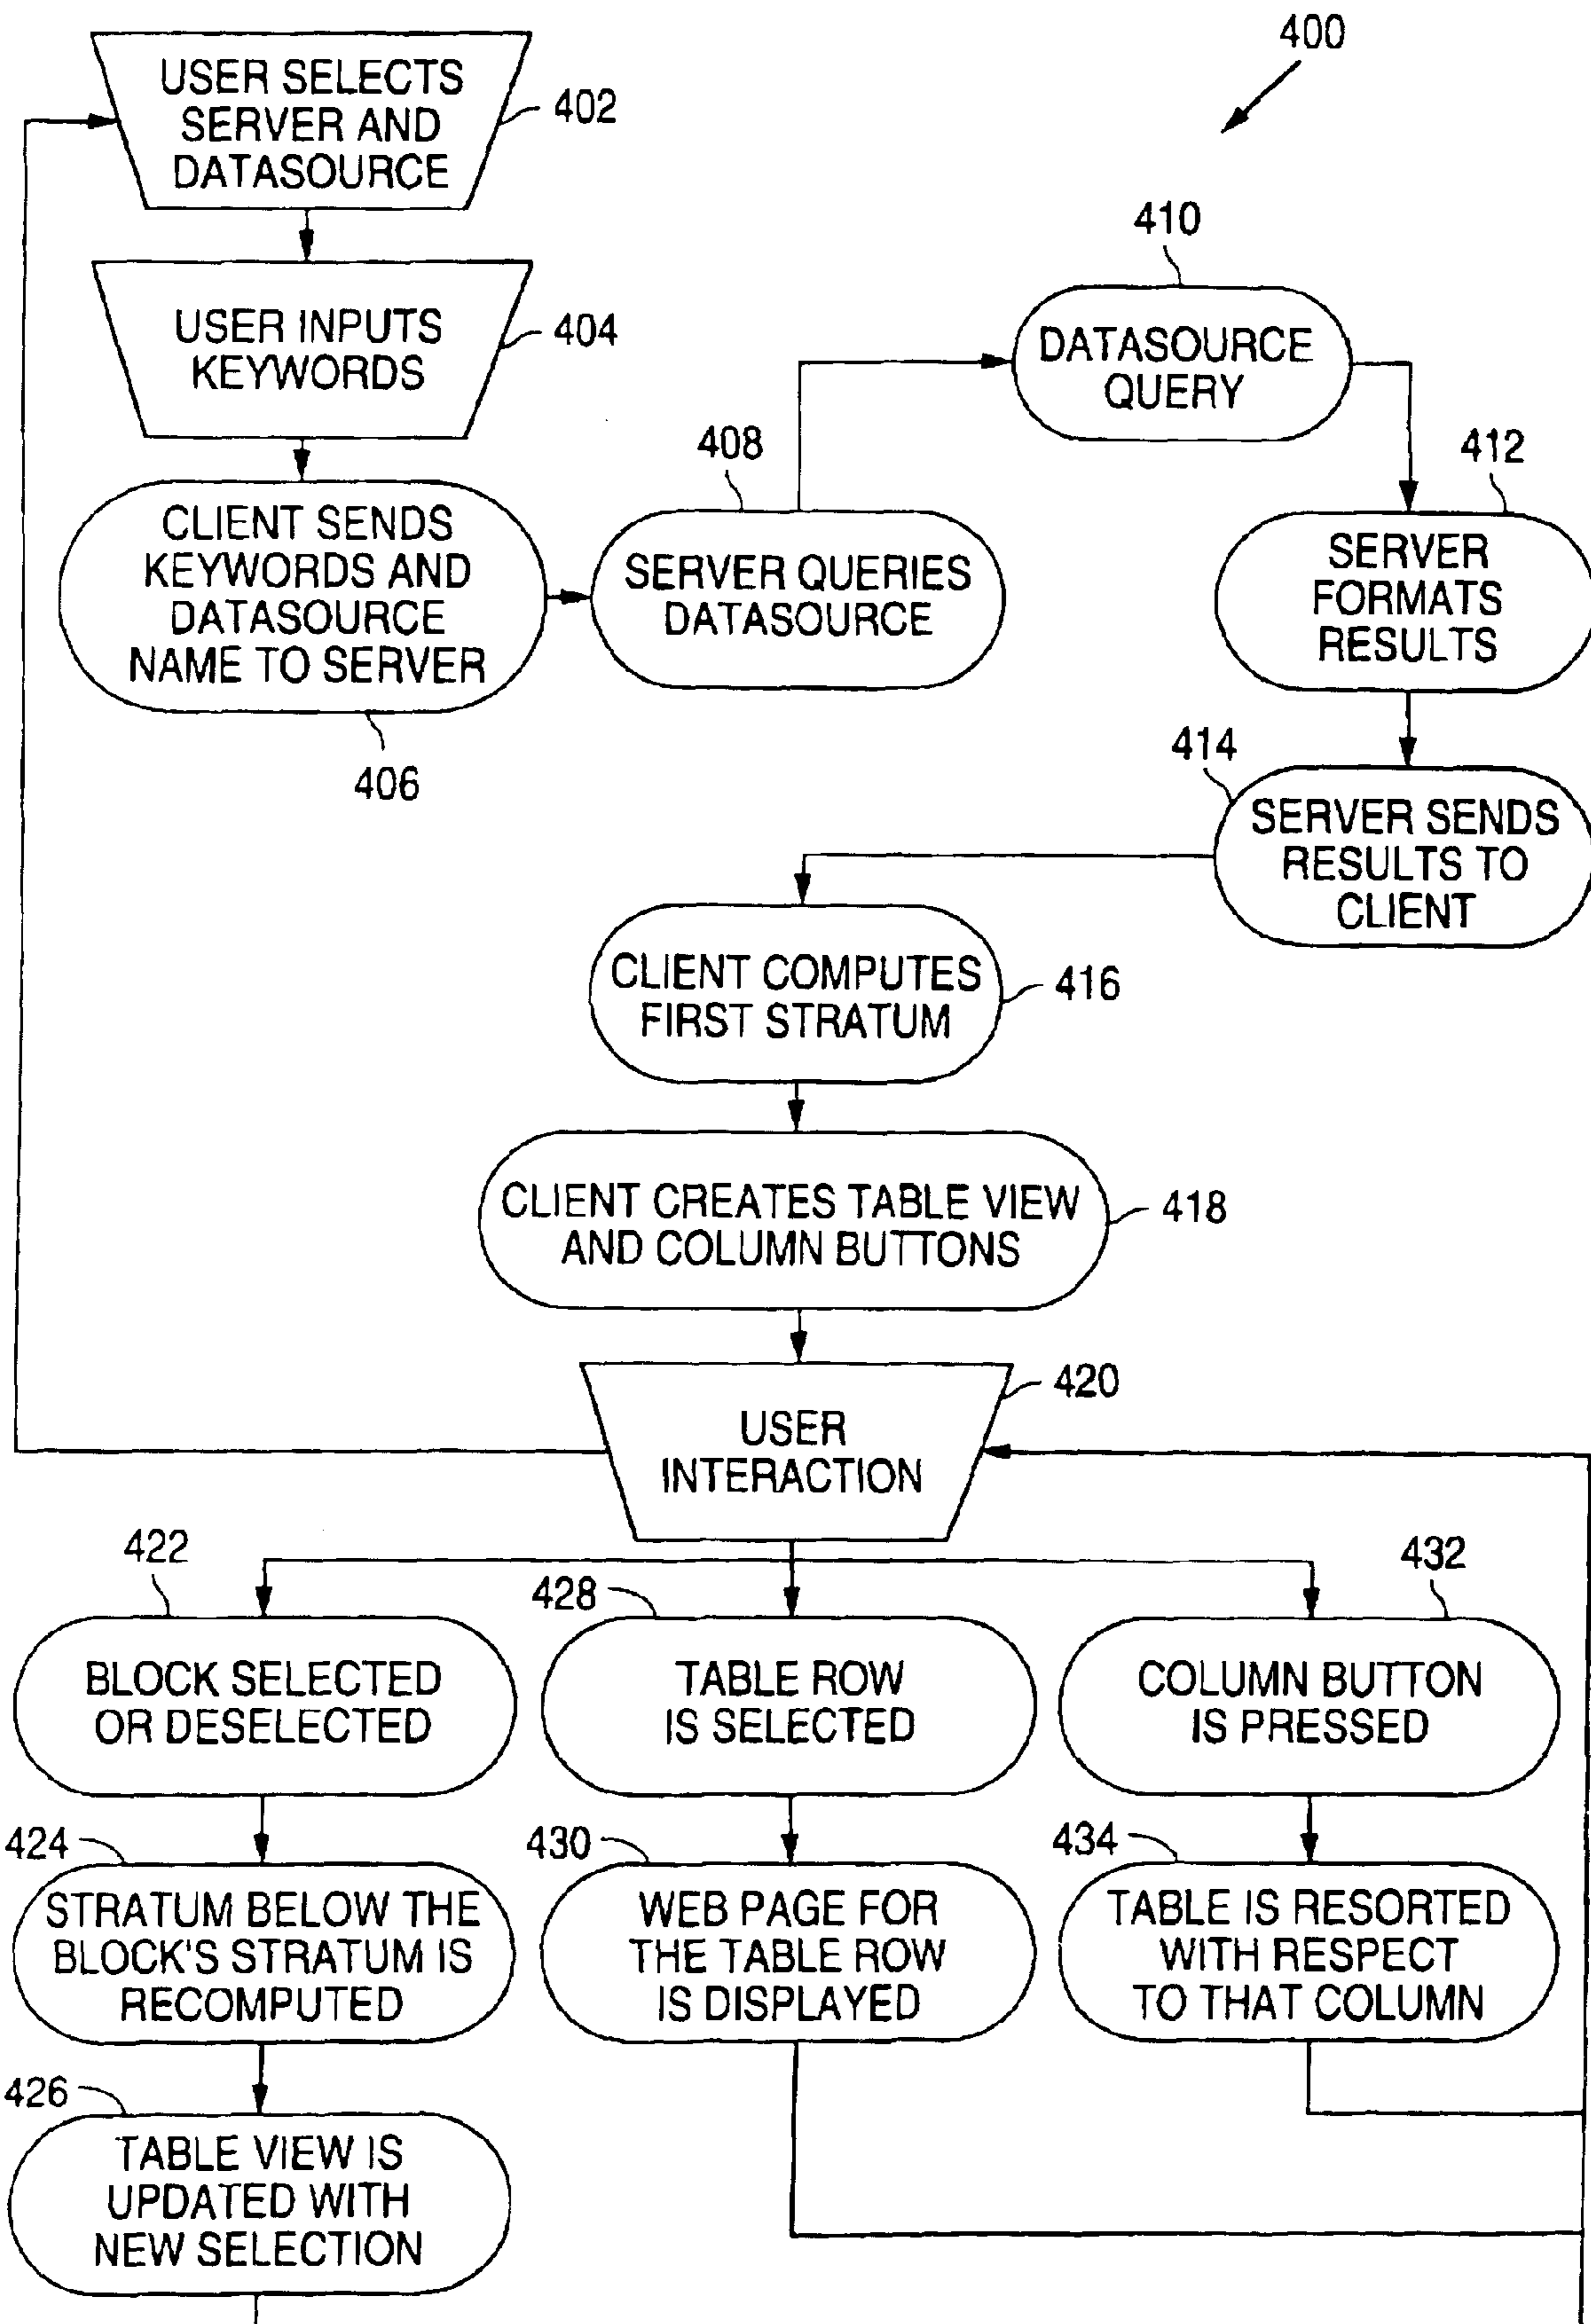 400
USER SELECTS
SERVER AND
DATASOURCE
402
USER INPUTS
KEYWORDS
404
CLIENT SENDS
KEYWORDS AND
DATASOURCE
NAME TO SERVER
406
408
SERVER QUERIES
DATASOURCE
410
DATASOURCE
QUERY
412
SERVER
FORMATS
RESULTS
414
SERVER SENDS
RESULTS TO
CLIENT
CLIENT COMPUTES
FIRST STRATUM
416
CLIENT CREATES TABLE VIEW
AND COLUMN BUTTONS
418
USER
INTERACTION
420
422
BLOCK SELECTED
OR DESELECTED
424
STRATUM BELOW THE
BLOCK'S STRATUM IS
RECOMPUTED
426
TABLE VIEW IS
UPDATED WITH
NEW SELECTION
428
TABLE ROW
IS SELECTED
430
WEB PAGE FOR
THE TABLE ROW
IS DISPLAYED
432
COLUMN BUTTON
IS PRESSED
434
TABLE IS RESORTED
WITH RESPECT
TO THAT COLUMN